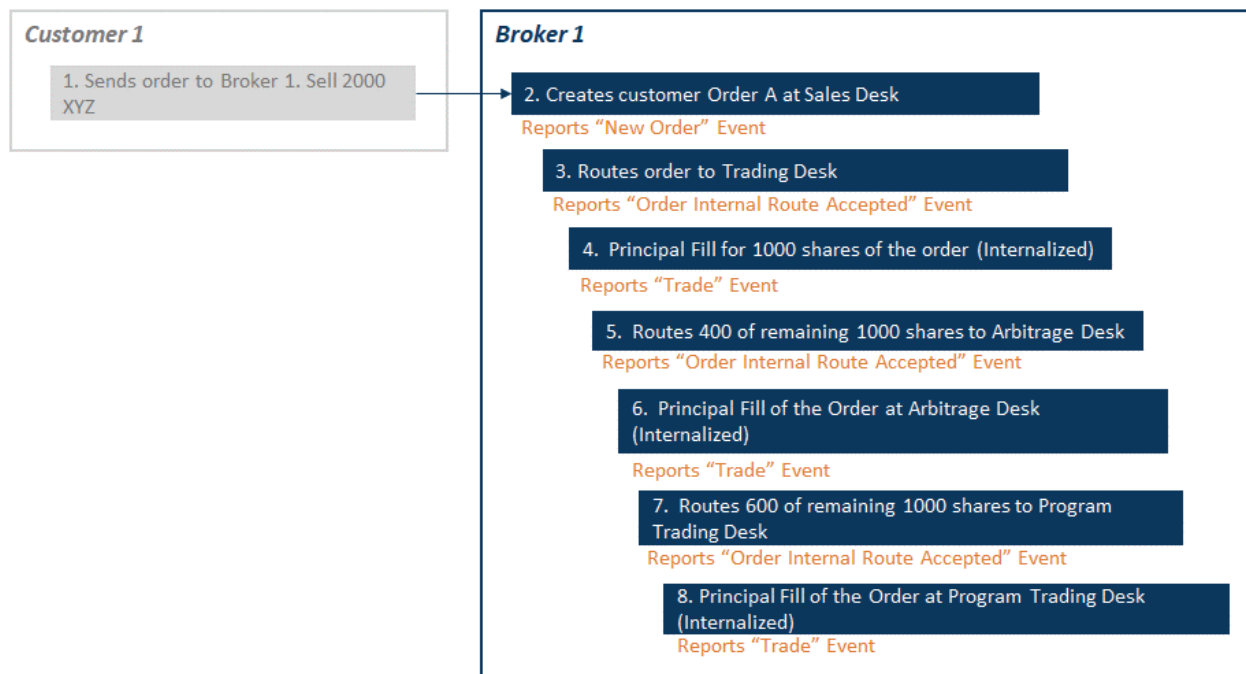 Customer 1
1. Sends order to Broker 1. Sell 2000
XYZ
Broker 1
2. Creates customer Order A at Sales Desk
Reports “New Order” Event
3. Routes order to Trading Desk
Reports “Order Internal Route Accepted” Event
4. Principal Fill for 1000 shares of the order (Internalized)
Reports “Trade” Event
5. Routes 400 of remaining 1000 shares to Arbitrage Desk
Reports “Order Internal Route Accepted” Event
6. Principal Fill of the Order at Arbitrage Desk
(Internalized)
Reports “Trade” Event
7. Routes 600 of remaining 1000 shares to Program
Trading Desk
Reports “Order Internal Route Accepted” Event
8. Principal Fill of the Order at Program Trading Desk
(Internalized)
Reports “Trade” Event